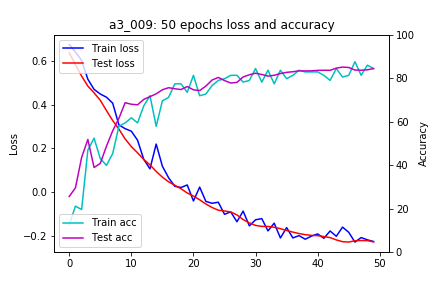 a3_009: 50 epochs loss and accuracy
Train loss
Test loss
Train acc
Test acc
Loss
0.6
0.4
0.2
0.0
−0.2
Accuracy
100
80
60
40
20
0
0 10 20 30 40 50